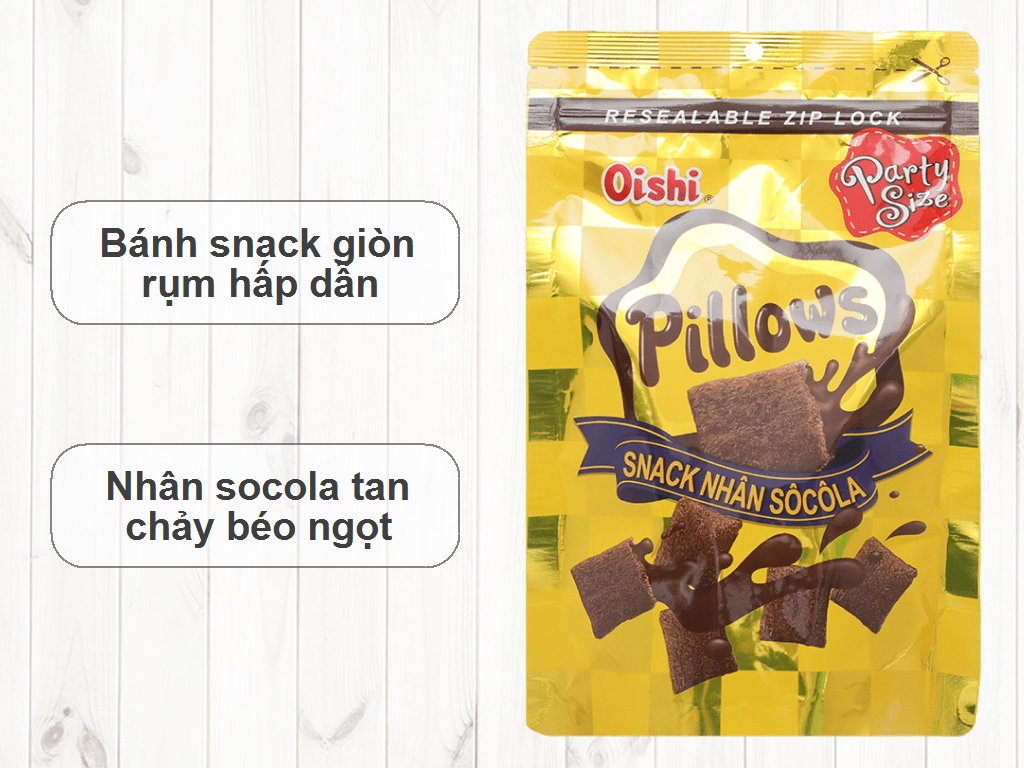 Bánh snack giòn
rụm hấp dẫn
Nhân socola tan
chảy béo ngọt
RESEALABLE ZIP LOCK
Party
Size
Oishi ®
Pillows
SNACK NHÂN SÔCÔLA